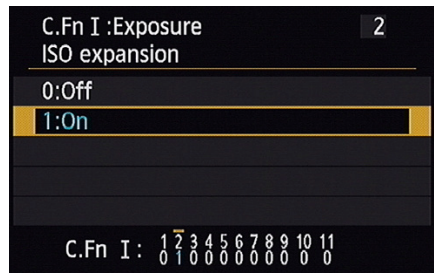 C.Fn I :Exposure 2
ISO expansion
0:Off
1:On
C.Fn I : 1 2 3 4 5 6 7 8 9 10 11
0 1 0 0 0 0 0 0 0 0 0